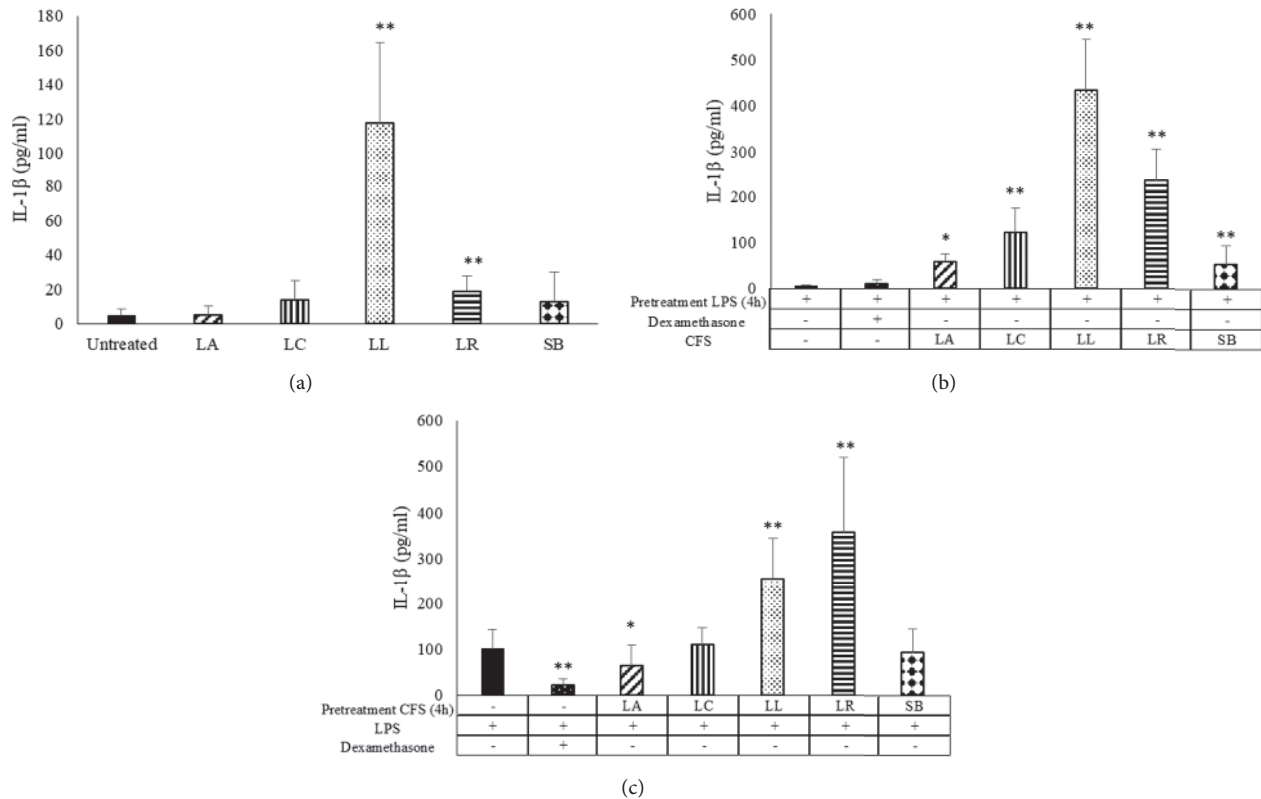 180
160
140
120
100
80
60
40
20
0
IL-1β (pg/ml)
**
**
Untreated LA LC LL LR SB
(a)
600
500
400
300
200
100
0
IL-1β (pg/ml)
*
**
**
**
**
Pretreatment LPS (4h) + + + + + + +
Dexamethasone - + - - - - -
CFS - - LA LC LL LR SB
(b)
600
500
400
300
200
100
0
IL-1β (pg/ml)
**
*
**
**
Pretreatment CFS (4h) - - LA LC LL LR SB
LPS + + + + + + +
Dexamethasone - + - - - - -
(c)